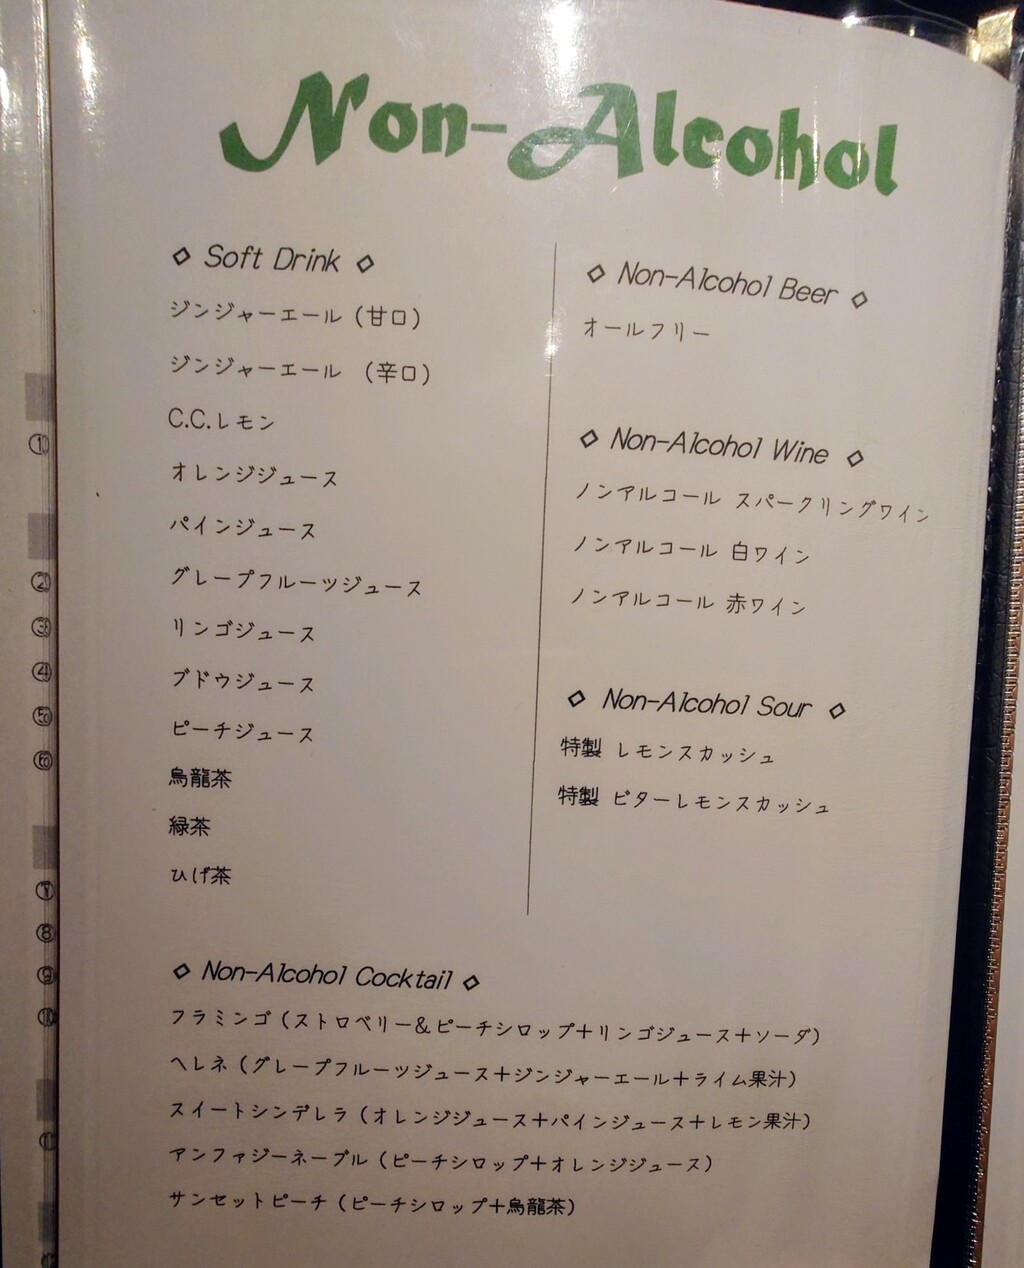 Non-Alcohol
◇ Soft Drink ◇
ジンジャーエール（甘口）
ジンジャーエール （辛口）
C.C.レモン
オレンジジュース
パインジュース
グレープフルーツジュース
リンゴジュース
ブドウジュース
ピーチジュース
烏龍茶
緑茶
ひげ茶
◇ Non-Alcohol Beer ◇
オールフリー
◇ Non-Alcohol Wine ◇
ノンアルコール スパークリングワイン
ノンアルコール 白ワイン
ノンアルコール 赤ワイン
◇ Non-Alcohol Sour ◇
特製 レモンスカッシュ
特製 ビターレモンスカッシュ
◇ Non-Alcohol Cocktail ◇
フラミンゴ（ストロベリー＆ピーチシロップ＋リンゴジュース＋ソーダ）
ヘレネ（グレープフルーツジュース＋ジンジャーエール＋ライム果汁）
スイートシンデレラ（オレンジジュース＋パインジュース＋レモン果汁）
アンファジーネーブル（ピーチシロップ＋オレンジジュース）
サンセットピーチ（ピーチシロップ＋烏龍茶）
①
②
③
④
⑤
⑥
⑦
⑧
⑨
⑩
⑪